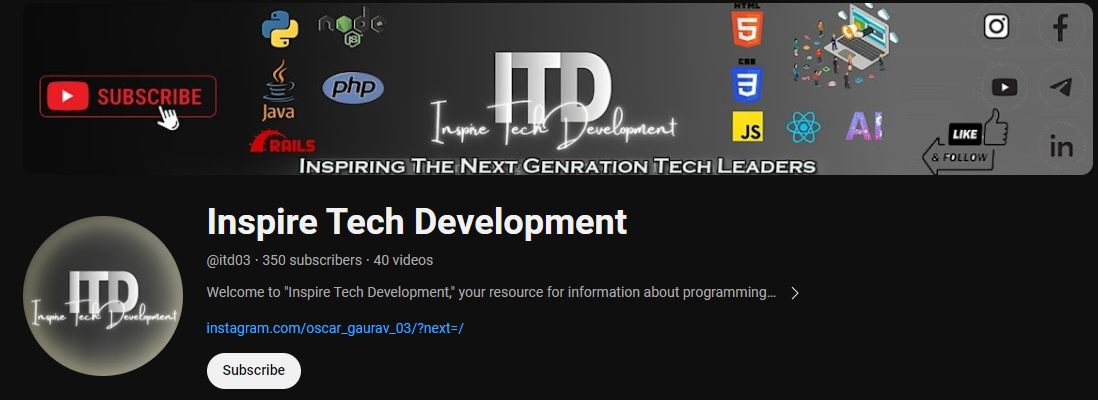 HTML
node
JS
5
SUBSCRIBE
Java
php
ITD
Inspire Tech Development
CSS
3
JS
AI
LIKE
& FOLLOW
in
RAILS
INSPIRING THE NEXT GENRATION TECH LEADERS
Inspire Tech Development
@itd03 · 350 subscribers · 40 videos
ITD
Inspire Tech Development
Welcome to "Inspire Tech Development," your resource for information about programming...
instagram.com/oscar_gaurav_03/?next=/
Subscribe